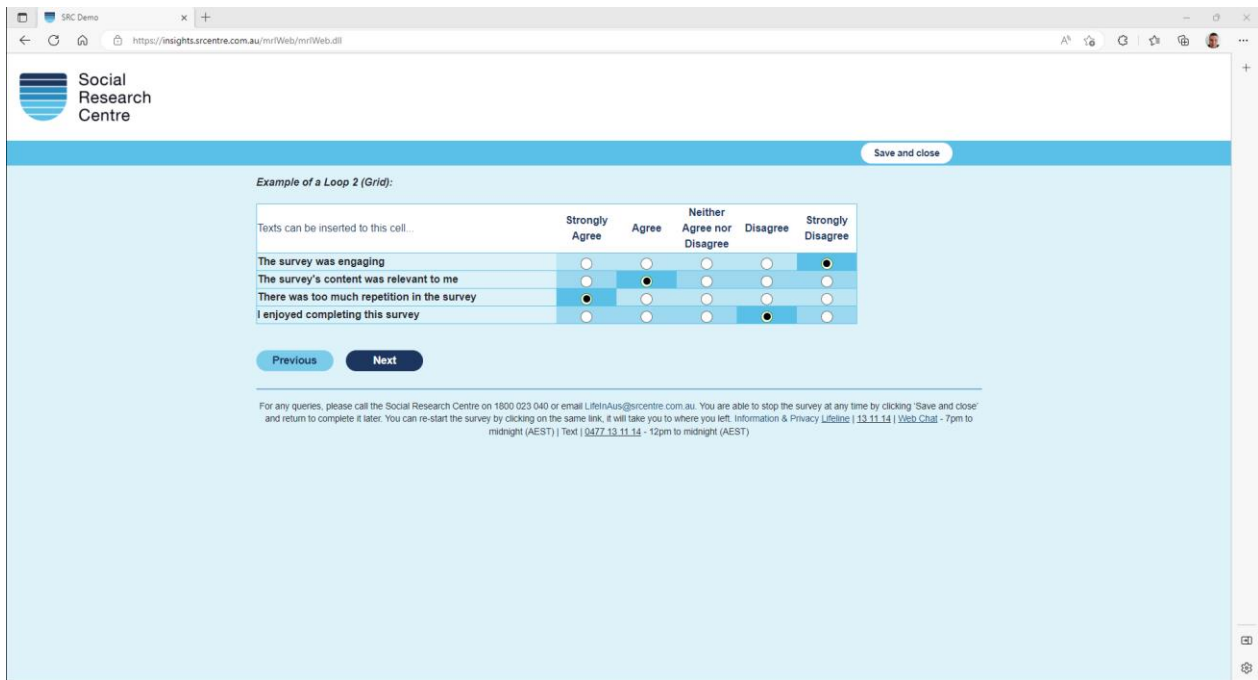 SRC Demo
https://insights.srcentre.com.au/mrIWeb/mrIWeb.dll
Social
Research
Centre
Save and close
Example of a Loop 2 (Grid):
Texts can be inserted to this cell...
Strongly Agree
Agree
Neither Agree nor Disagree
Disagree
Strongly Disagree
The survey was engaging
The survey's content was relevant to me
There was too much repetition in the survey
I enjoyed completing this survey
Previous
Next
For any queries, please call the Social Research Centre on 1800 023 040 or email LifeInAus@srcentre.com.au. You are able to stop the survey at any time by clicking 'Save and close'
and return to complete it later. You can re-start the survey by clicking on the same link, it will take you to where you left. Information & Privacy Lifeline | 13 11 14 | Web Chat - 7pm to
midnight (AEST) | Text | 0477 13 11 14 - 12pm to midnight (AEST)